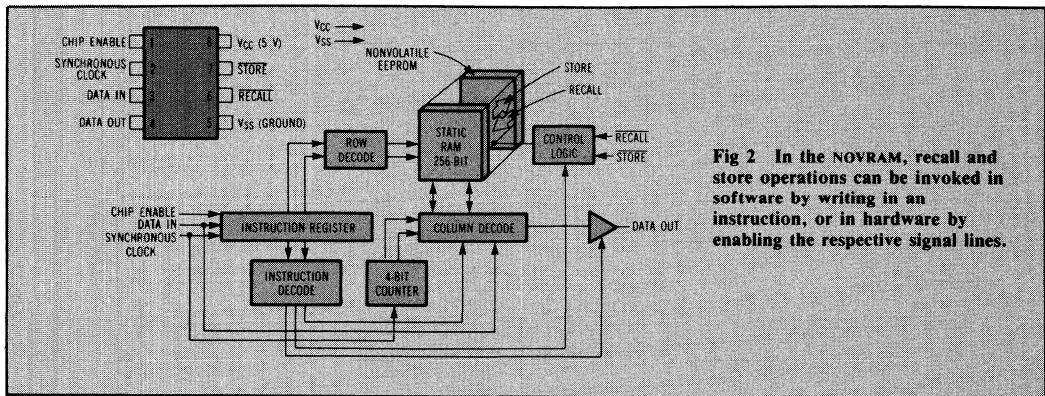 CHIP ENABLE 1
SYNCHRONOUS
CLOCK 2
DATA IN 3
DATA OUT 4
8 VCC (5 V)
7 STORE
6 RECALL
5 VSS (GROUND)
VCC
VSS
NONVOLATILE
EEPROM
STORE
RECALL
STATIC
RAM
256-BIT
ROW
DECODE
CONTROL
LOGIC
RECALL
STORE
CHIP ENABLE
DATA IN
SYNCHRONOUS
CLOCK
INSTRUCTION REGISTER
COLUMN DECODE
DATA OUT
INSTRUCTION
DECODE
4-BIT
COUNTER
Fig 2 In the NOVRAM, recall and
store operations can be invoked in
software by writing in an
instruction, or in hardware by
enabling the respective signal lines.